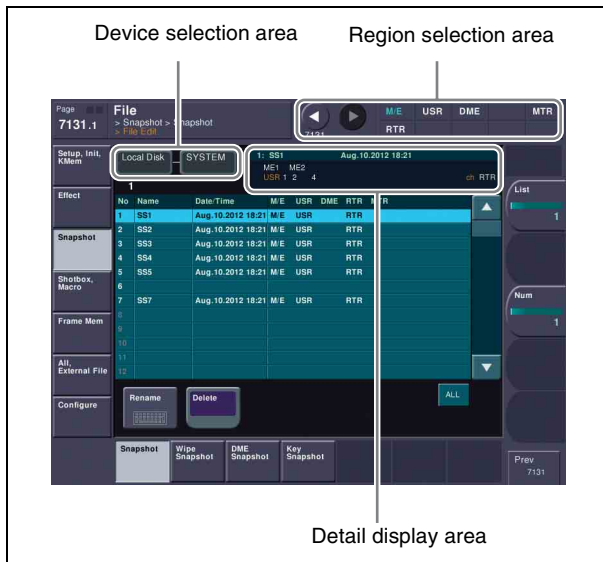 Device selection area
Region selection area
Page
7131.1
File
> Snapshot > Snapshot
> File Edit
7131
M/E USR DME MTR
RTR
Setup, Init,
KMem
Effect
Snapshot
Shotbox,
Macro
Frame Mem
All,
External File
Configure
Local Disk SYSTEM
1: SS1 Aug.10.2012 18:21
ME1 ME2
USR 1 2 4 ch RTR
1
No Name Date/Time M/E USR DME RTR MTR
1 SS1 Aug.10.2012 18:21 M/E USR RTR
2 SS2 Aug.10.2012 18:21 M/E USR RTR
3 SS3 Aug.10.2012 18:21 M/E USR RTR
4 SS4 Aug.10.2012 18:21 M/E USR RTR
5 SS5 Aug.10.2012 18:21 M/E USR RTR
6
7 SS7 Aug.10.2012 18:21 M/E USR RTR
8
9
10
11
12
List
1
Num
1
Rename
Delete
ALL
Snapshot
Wipe
Snapshot
DME
Snapshot
Key
Snapshot
Prev
7131
Detail display area